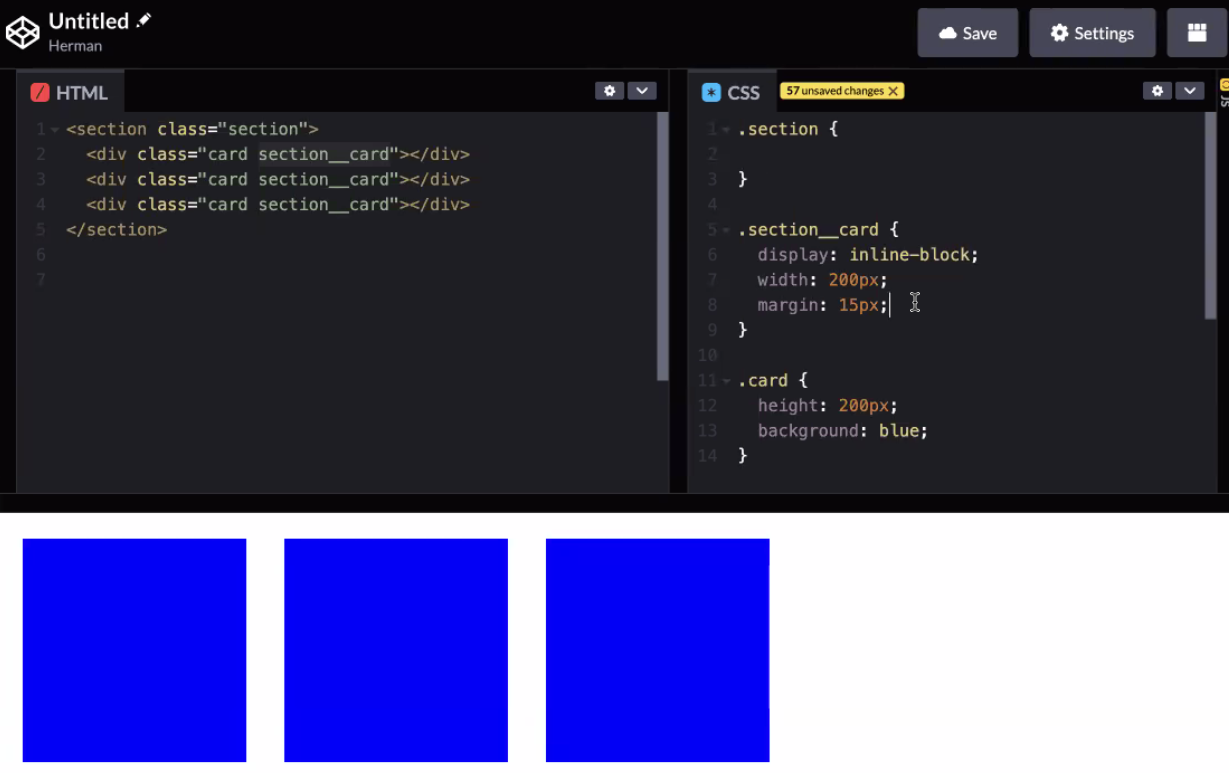 Untitled
Herman
Save
Settings
HTML
1 <section class="section">
2 <div class="card section__card"></div>
3 <div class="card section__card"></div>
4 <div class="card section__card"></div>
5 </section>
6
7
CSS
57 unsaved changes
1 .section {
2
3 }
4
5 .section__card {
6 display: inline-block;
7 width: 200px;
8 margin: 15px;
9 }
10
11 .card {
12 height: 200px;
13 background: blue;
14 }
JS